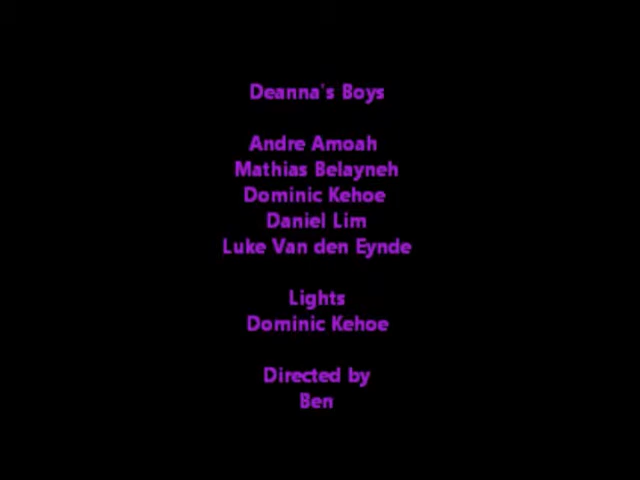 Deanna's Boys
Andre Amoah
Mathias Belayneh
Dominic Kehoe
Daniel Lim
Luke Van den Eynde
Lights
Dominic Kehoe
Directed by
Ben